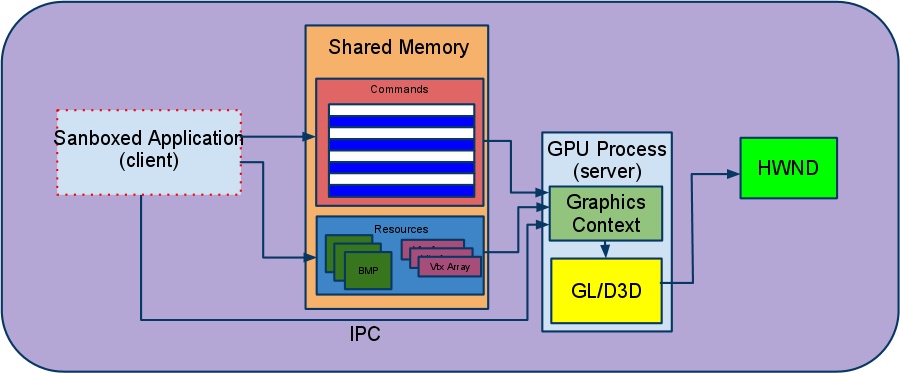 Shared Memory
Commands
Sanboxed Application
(client)
GPU Process
(server)
HWND
Graphics
Context
Resources
BMP
Vtx Array
GL/D3D
IPC